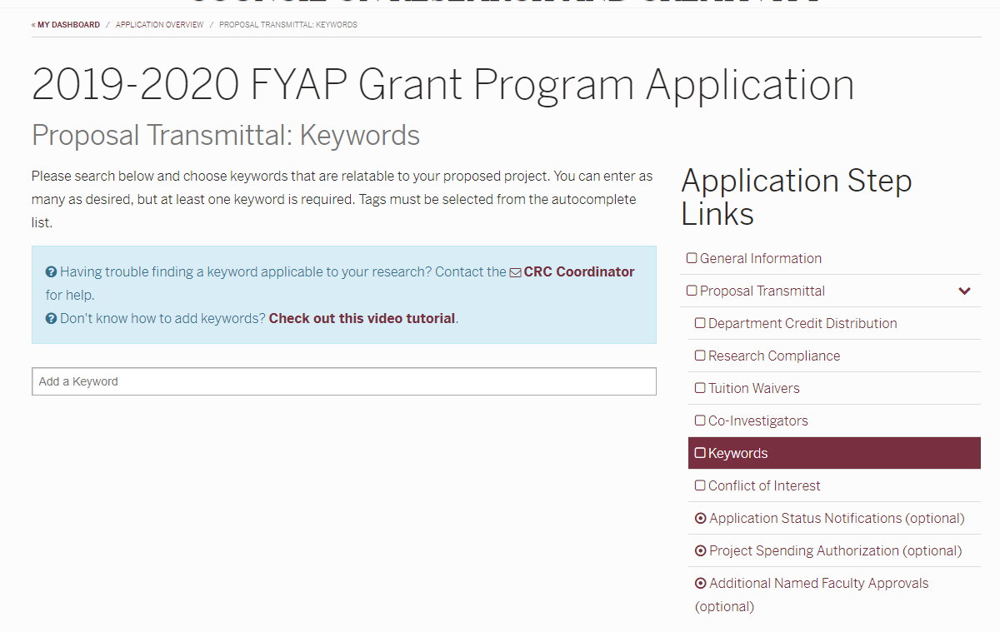 « MY DASHBOARD / APPLICATION OVERVIEW / PROPOSAL TRANSMITTAL: KEYWORDS
2019-2020 FYAP Grant Program Application
Proposal Transmittal: Keywords
Please search below and choose keywords that are relatable to your proposed project. You can enter as
many as desired, but at least one keyword is required. Tags must be selected from the autocomplete
list.
Having trouble finding a keyword applicable to your research? Contact the CRC Coordinator
for help.
Don't know how to add keywords? Check out this video tutorial.
Add a Keyword
Application Step
Links
General Information
Proposal Transmittal
Department Credit Distribution
Research Compliance
Tuition Waivers
Co-Investigators
Keywords
Conflict of Interest
Application Status Notifications (optional)
Project Spending Authorization (optional)
Additional Named Faculty Approvals
(optional)